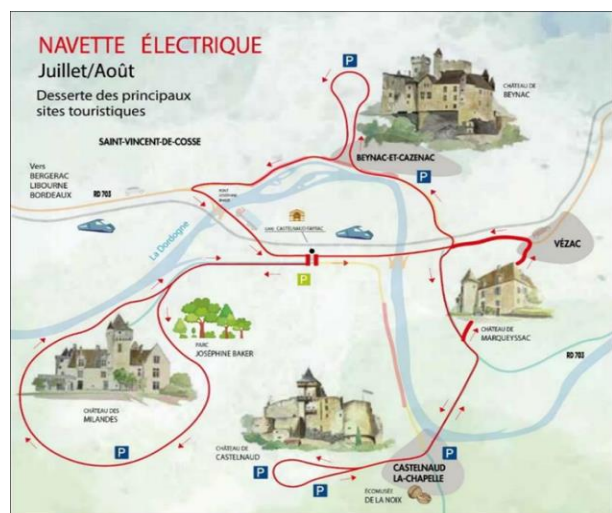 NAVETTE ÉLECTRIQUE
Juillet/Août
Desserte des principaux
sites touristiques
P
CHÂTEAU DE
BEYNAC
SAINT-VINCENT-DE-COSSE
BEYNAC-ET-CAZENAC
P
Vers
BERGERAC
LIBOURNE
BORDEAUX
RD 703
La Dordogne
VÉZAC
P
CHÂTEAU DE
MARQUEYSSAC
RD 703
PARC
JOSÉPHINE BAKER
CHÂTEAU DES
MILANDES
P
CHÂTEAU DE
CASTELNAUD
P
P
P
CASTELNAUD
LA-CHAPELLE
ÉCOMUSÉE
DE LA NOIX